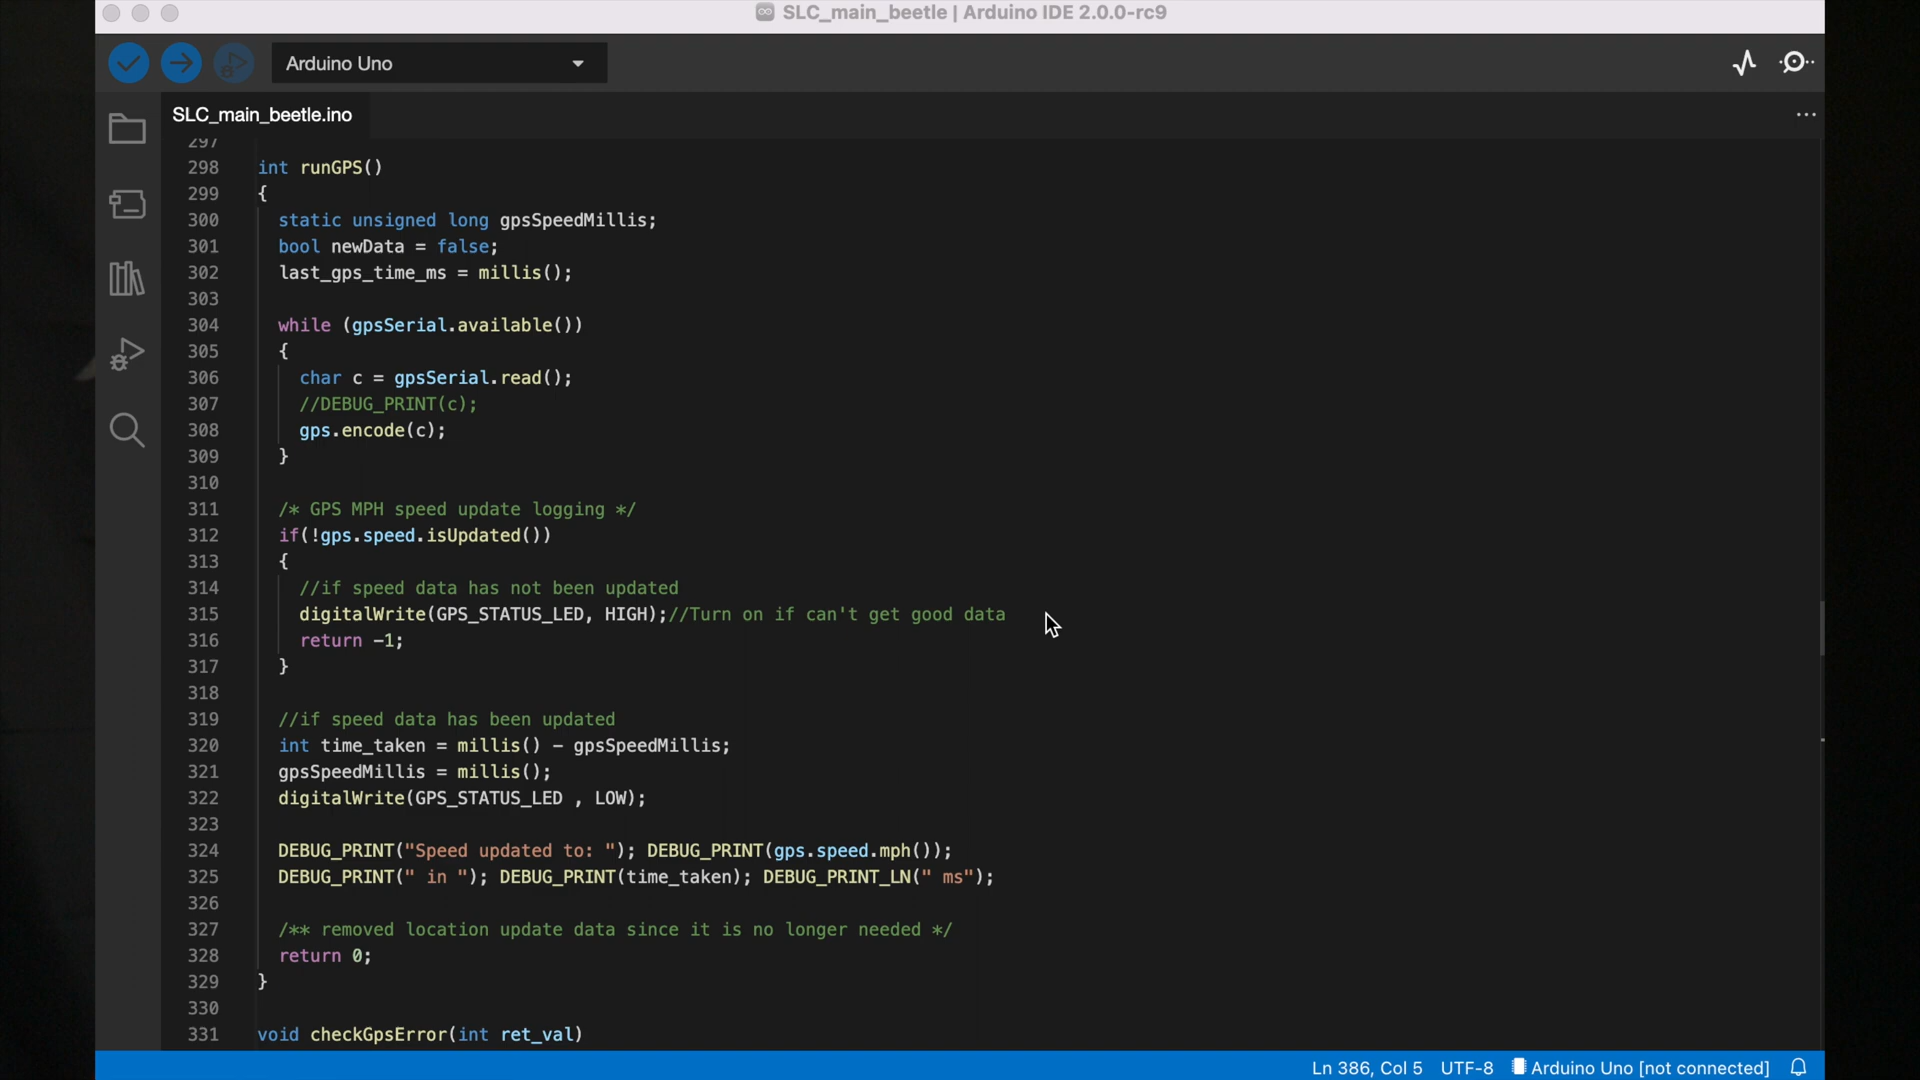 SLC_main_beetle | Arduino IDE 2.0.0-rc9
Arduino Uno
SLC_main_beetle.ino
297
298 int runGPS()
299 {
300 static unsigned long gpsSpeedMillis;
301 bool newData = false;
302 last_gps_time_ms = millis();
303
304 while (gpsSerial.available())
305 {
306 char c = gpsSerial.read();
307 //DEBUG_PRINT(c);
308 gps.encode(c);
309 }
310
311 /* GPS MPH speed update logging */
312 if(!gps.speed.isUpdated())
313 {
314 //if speed data has not been updated
315 digitalWrite(GPS_STATUS_LED, HIGH);//Turn on if can't get good data
316 return -1;
317 }
318
319 //if speed data has been updated
320 int time_taken = millis() - gpsSpeedMillis;
321 gpsSpeedMillis = millis();
322 digitalWrite(GPS_STATUS_LED , LOW);
323
324 DEBUG_PRINT("Speed updated to: "); DEBUG_PRINT(gps.speed.mph());
325 DEBUG_PRINT(" in "); DEBUG_PRINT(time_taken); DEBUG_PRINT_LN(" ms");
326
327 /** removed location update data since it is no longer needed */
328 return 0;
329 }
330
331 void checkGpsError(int ret_val)
Ln 386, Col 5 UTF-8 Arduino Uno [not connected]